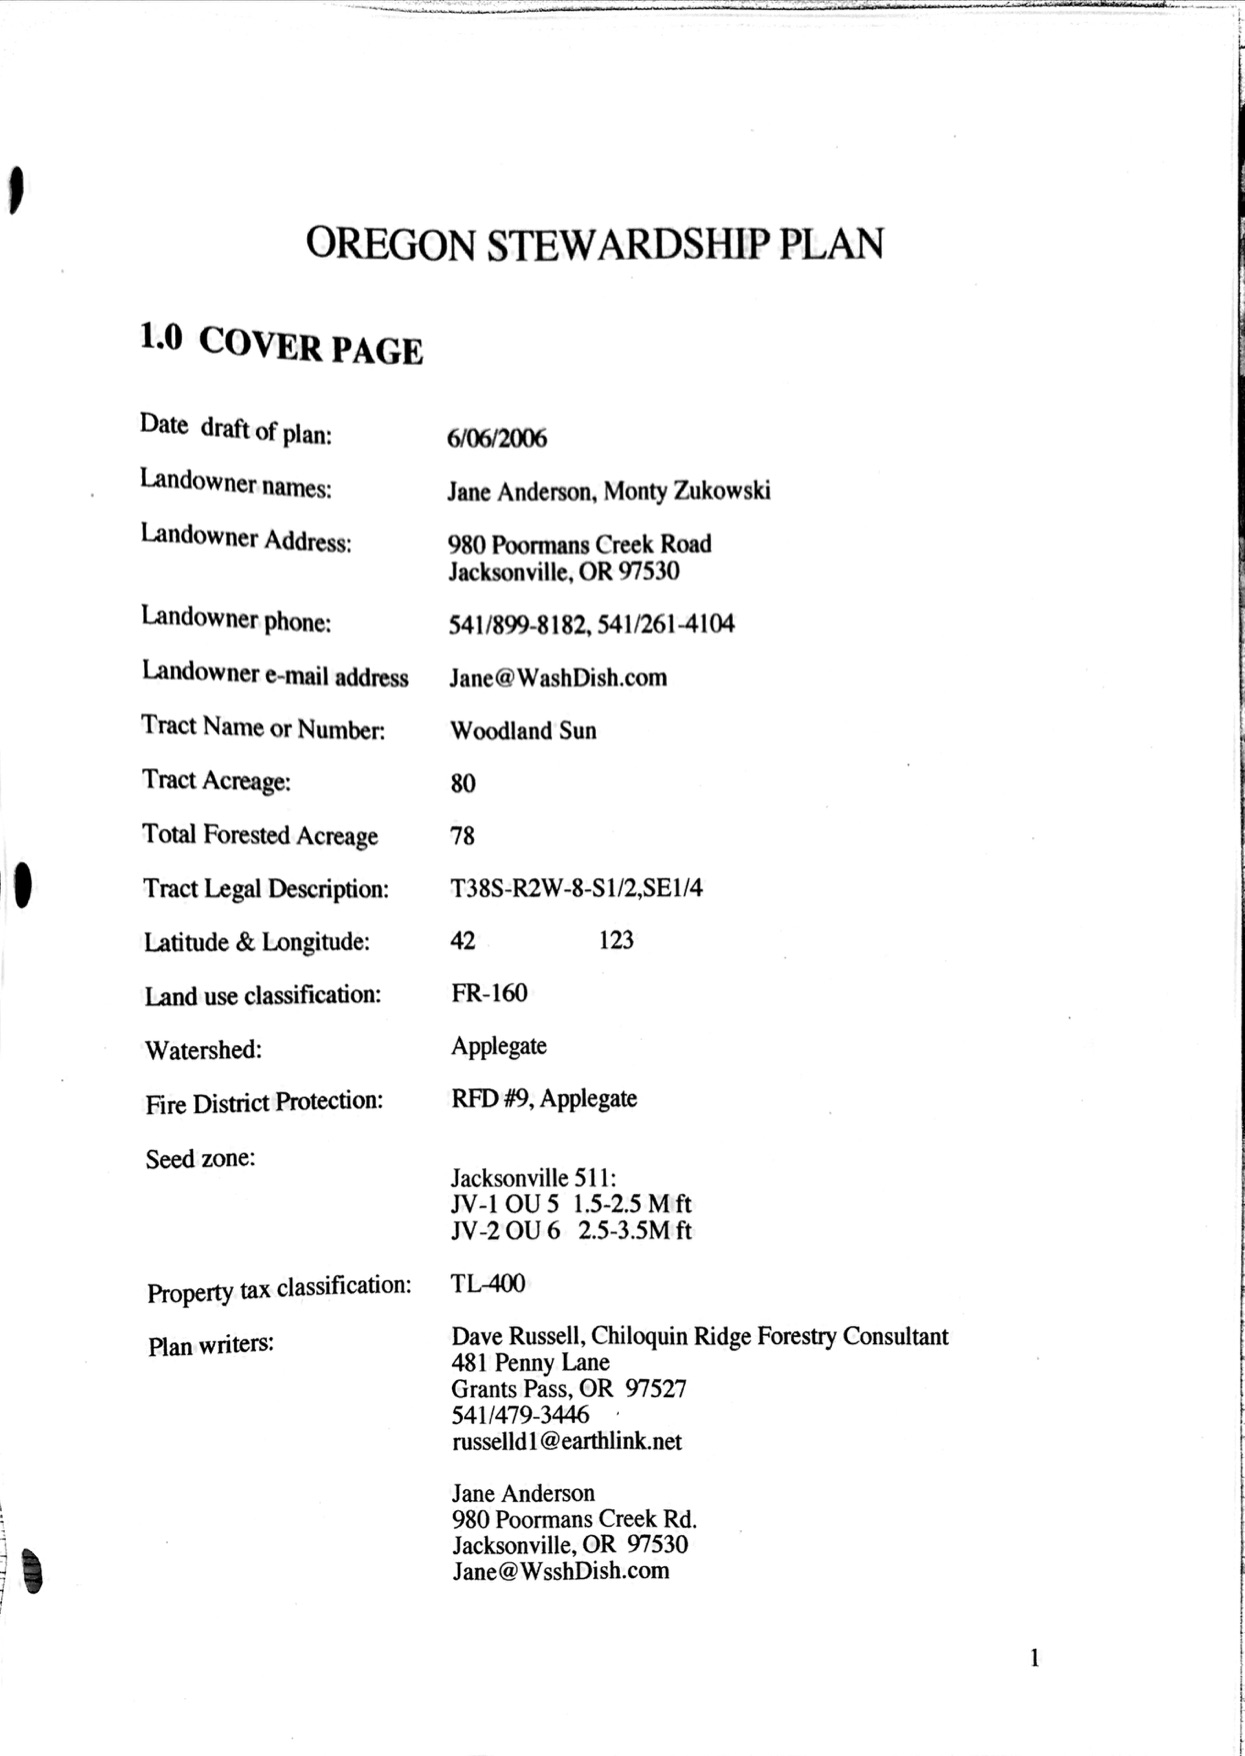 OREGON STEWARDSHIP PLAN
1.0 COVER PAGE
Date draft of plan: 6/06/2006
Landowner names: Jane Anderson, Monty Zukowski
Landowner Address: 980 Poormans Creek Road
Jacksonville, OR 97530
Landowner phone: 541/899-8182, 541/261-4104
Landowner e-mail address Jane@WashDish.com
Tract Name or Number: Woodland Sun
Tract Acreage: 80
Total Forested Acreage 78
Tract Legal Description: T38S-R2W-8-S1/2,SE1/4
Latitude & Longitude: 42 123
Land use classification: FR-160
Watershed: Applegate
Fire District Protection: RFD #9, Applegate
Seed zone:
Jacksonville 511:
JV-1 OU 5 1.5-2.5 M ft
JV-2 OU 6 2.5-3.5M ft
Property tax classification: TL-400
Plan writers: Dave Russell, Chiloquin Ridge Forestry Consultant
481 Penny Lane
Grants Pass, OR 97527
541/479-3446
russelld1@earthlink.net
Jane Anderson
980 Poormans Creek Rd.
Jacksonville, OR 97530
Jane@WsshDish.com
1